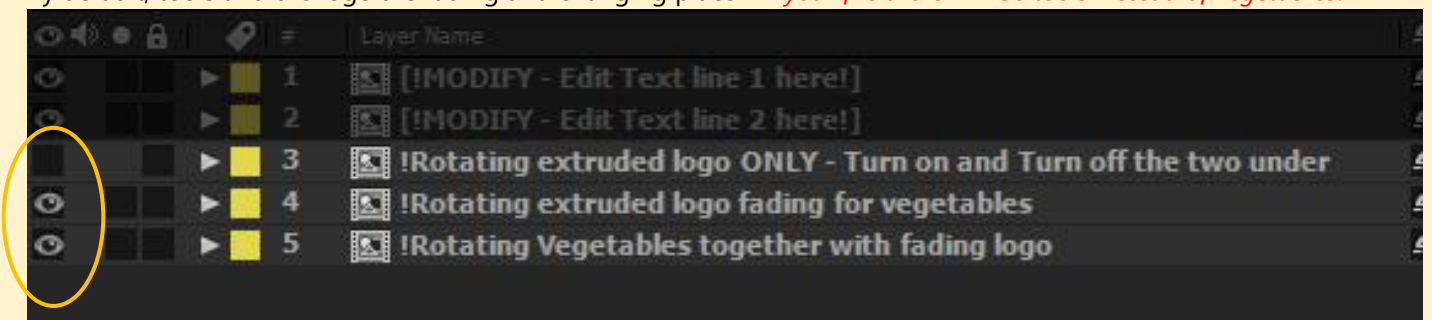 # Layer Name
1 [!MODIFY - Edit Text line 1 here!]
2 [!MODIFY - Edit Text line 2 here!]
3 !Rotating extruded logo ONLY - Turn on and Turn off the two under
4 !Rotating extruded logo fading for vegetables
5 !Rotating Vegetables together with fading logo